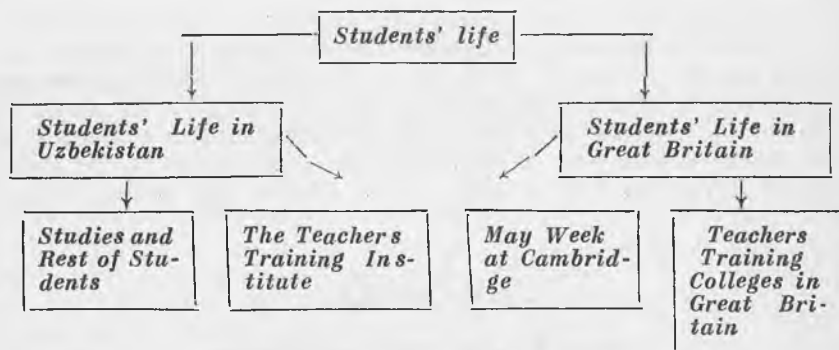 Students' life
Students' Life in
Uzbekistan
Students' Life in
Great Britain
Studies and
Rest of Stu-
dents
The Teachers
Training Ins-
titute
May Week
at Cambrid-
ge
Teachers
Training
Colleges in
Great Bri-
tain